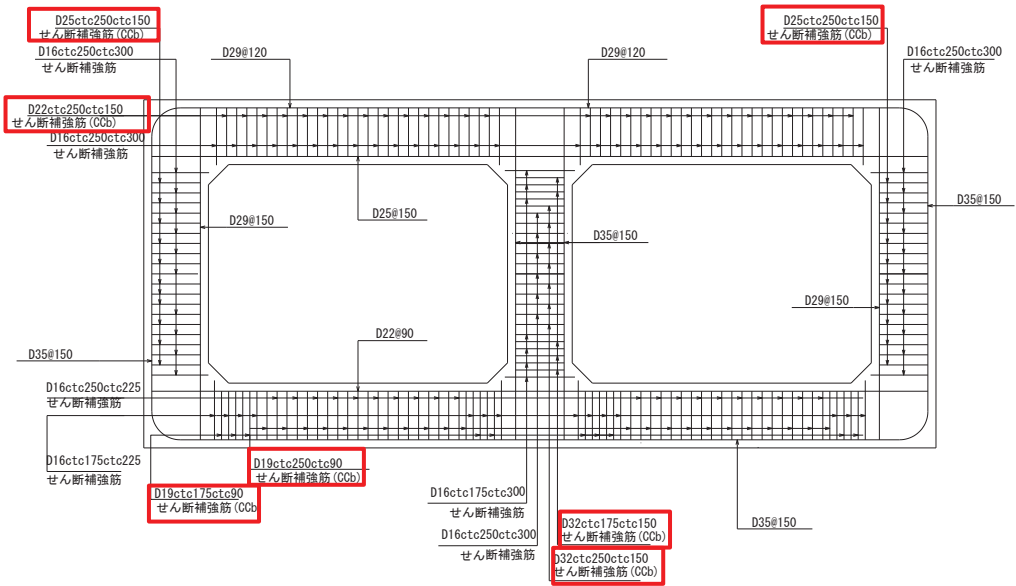 D25ctc250ctc150
せん断補強筋(CCb)
D25ctc250ctc150
せん断補強筋(CCb)
D16ctc250ctc300
せん断補強筋
D29@120
D29@120
D16ctc250ctc300
せん断補強筋
D22ctc250ctc150
せん断補強筋(CCb)
D16ctc250ctc300
せん断補強筋
D29@150
D25@150
D35@150
D35@150
D29@150
D22@90
D35@150
D16ctc250ctc225
せん断補強筋
D16ctc175ctc225
せん断補強筋
D19ctc250ctc90
せん断補強筋(CCb)
D19ctc175ctc90
せん断補強筋(CCb
D16ctc175ctc300
せん断補強筋
D32ctc175ctc150
せん断補強筋(CCb)
D35@150
D16ctc250ctc300
せん断補強筋
D32ctc250ctc150
せん断補強筋(CCb)